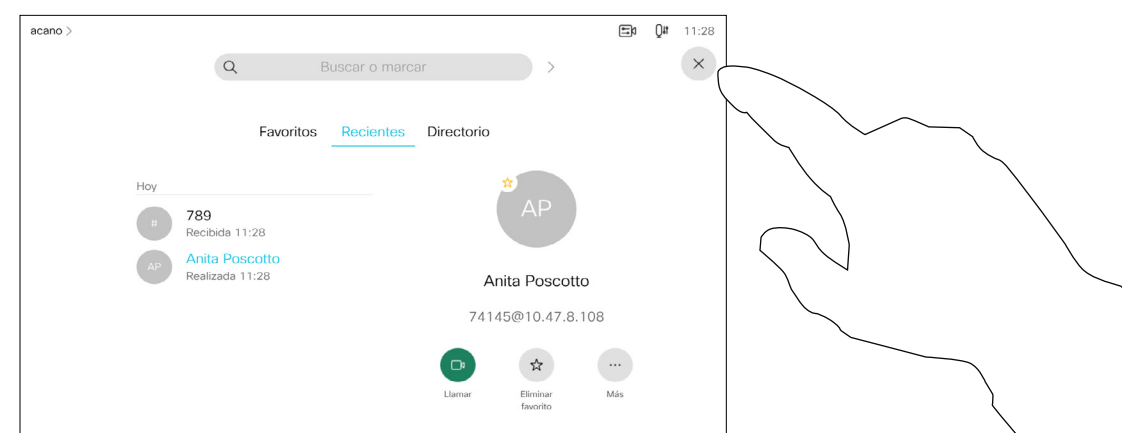 acano >
11:28
Buscar o marcar
Favoritos Recientes Directorio
Hoy
#
789
Recibida 11:28
AP
Anita Poscotto
Realizada 11:28
AP
Anita Poscotto
74145@10.47.8.108
Llamar
Eliminar
favorito
Más